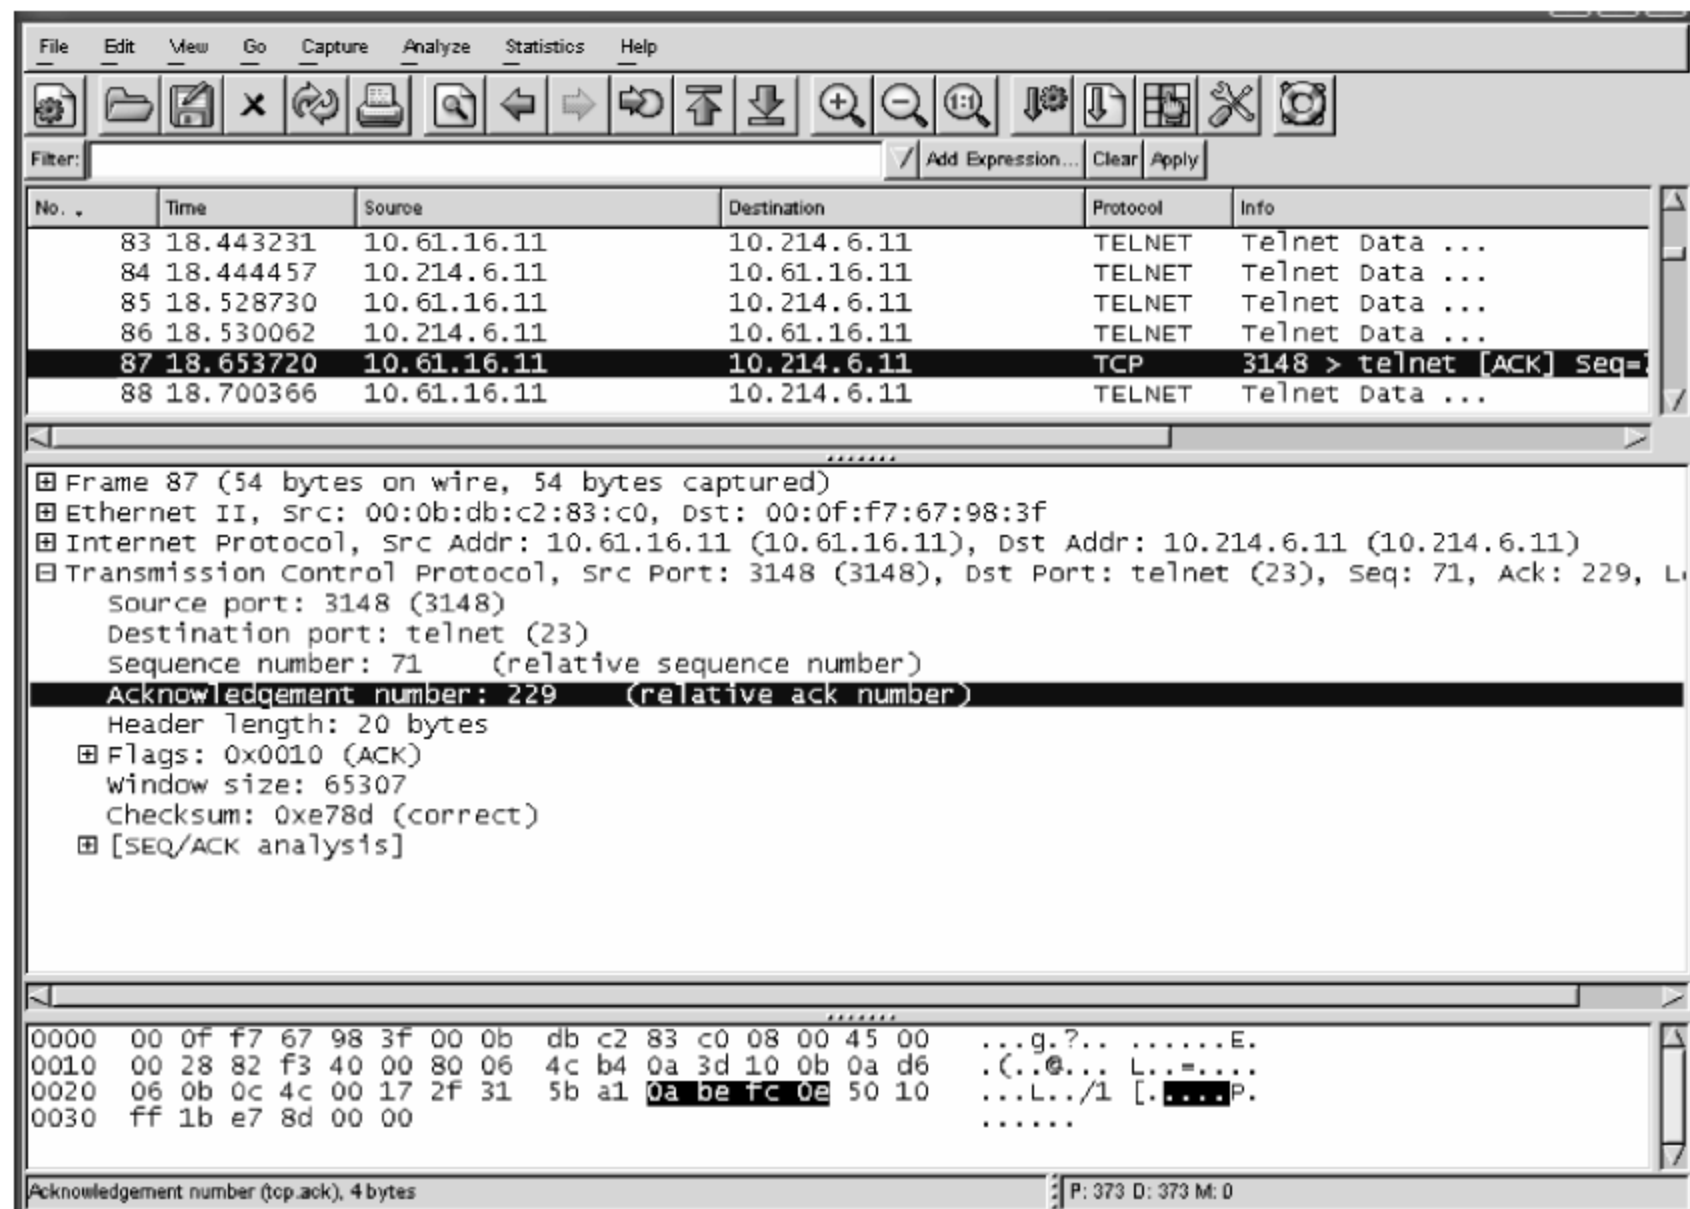 File Edit View Go Capture Analyze Statistics Help
1:1
Filter: Add Expression... Clear Apply
No. . Time Source Destination Protocol Info
83 18.443231 10.61.16.11 10.214.6.11 TELNET Telnet Data ...
84 18.444457 10.214.6.11 10.61.16.11 TELNET Telnet Data ...
85 18.528730 10.61.16.11 10.214.6.11 TELNET Telnet Data ...
86 18.530062 10.214.6.11 10.61.16.11 TELNET Telnet Data ...
87 18.653720 10.61.16.11 10.214.6.11 TCP 3148 > telnet [ACK] Seq=
88 18.700366 10.61.16.11 10.214.6.11 TELNET Telnet Data ...
Frame 87 (54 bytes on wire, 54 bytes captured)
Ethernet II, Src: 00:0b:db:c2:83:c0, Dst: 00:0f:f7:67:98:3f
Internet Protocol, Src Addr: 10.61.16.11 (10.61.16.11), Dst Addr: 10.214.6.11 (10.214.6.11)
Transmission Control Protocol, Src Port: 3148 (3148), Dst Port: telnet (23), Seq: 71, Ack: 229, L
Source port: 3148 (3148)
Destination port: telnet (23)
Sequence number: 71 (relative sequence number)
Acknowledgement number: 229 (relative ack number)
Header length: 20 bytes
Flags: 0x0010 (ACK)
Window size: 65307
Checksum: 0xe78d (correct)
[SEQ/ACK analysis]
0000 00 0f f7 67 98 3f 00 0b db c2 83 c0 08 00 45 00 ...g.?.. ......E.
0010 00 28 82 f3 40 00 80 06 4c b4 0a 3d 10 0b 0a d6 .(..@... L..=....
0020 06 0b 0c 4c 00 17 2f 31 5b a1 0a be fc 0e 50 10 ...L../1 [.....P.
0030 ff 1b e7 8d 00 00 ......
Acknowledgement number (tcp.ack), 4 bytes P: 373 D: 373 M: 0